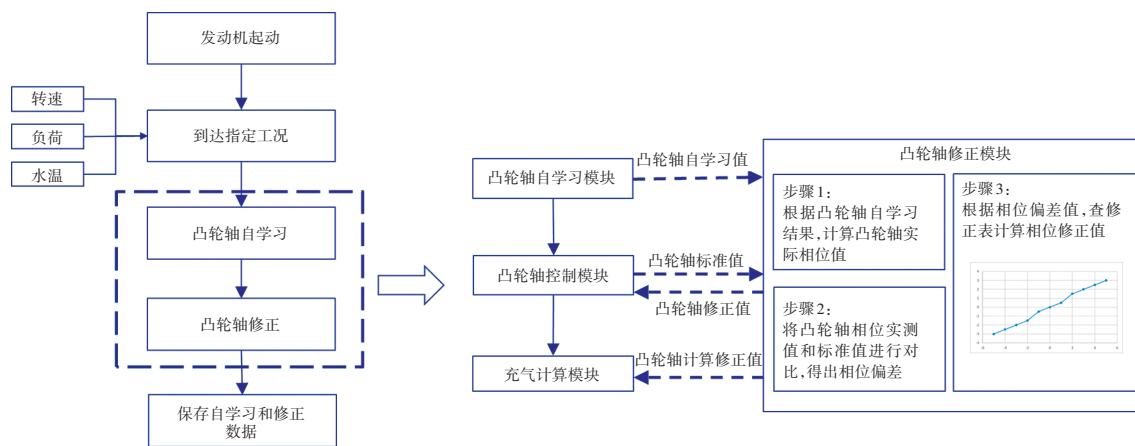 发动机起动
转速
负荷
水温
到达指定工况
凸轮轴自学习
凸轮轴修正
保存自学习和修正
数据
凸轮轴自学习模块
凸轮轴控制模块
充气计算模块
凸轮轴自学习值
凸轮轴标准值
凸轮轴修正值
凸轮轴计算修正值
凸轮轴修正模块
步骤1:
根据凸轮轴自学习
结果,计算凸轮轴实
际相位值
步骤2:
将凸轮轴相位实测
值和标准值进行对
比,得出相位偏差
步骤3:
根据相位偏差值,查修
正表计算相位修正值